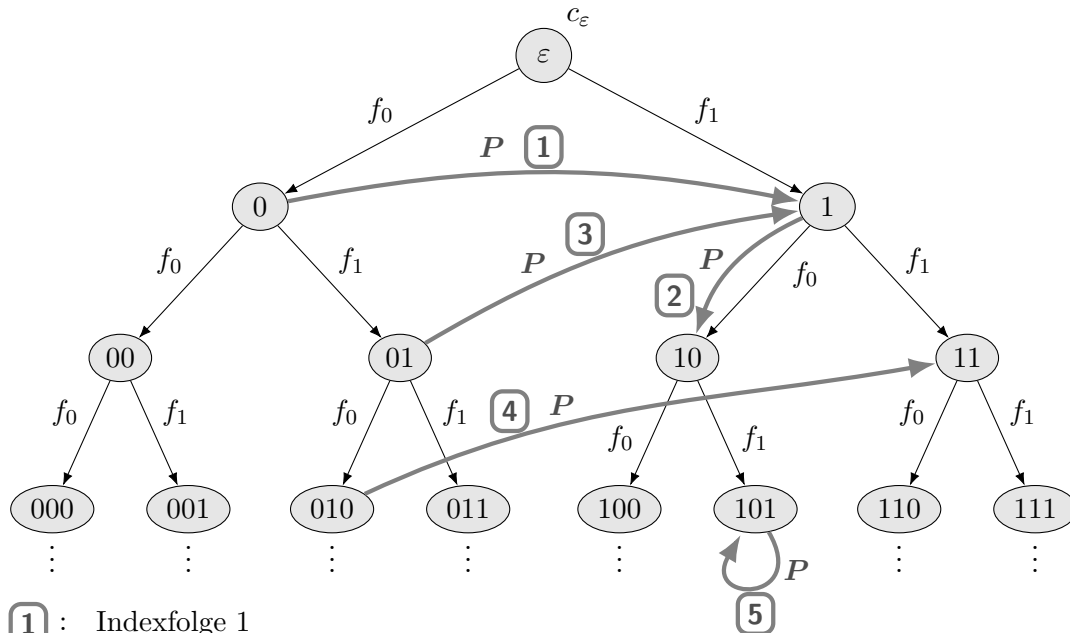 c_ε
ε
f_0 f_1
P 1
0 1
3
f_0 f_1 P P f_0 f_1
2
00 01 10 11
4 P
f_0 f_1 f_0 f_1 f_0 f_1 f_0 f_1
000 001 010 011 100 101 110 111
⋮ ⋮ ⋮ ⋮ ⋮ P ⋮ ⋮
5
1 : Indexfolge 1